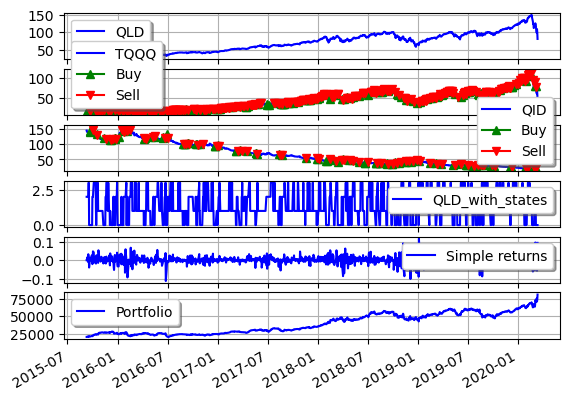 150
100
50
QLD
TQQQ
Buy
Sell
100
50
QID
Buy
Sell
150
100
50
2.5
0.0
QLD_with_states
0.1
0.0
−0.1
Simple returns
75000
50000
25000
Portfolio
2015-07
2016-01
2016-07
2017-01
2017-07
2018-01
2018-07
2019-01
2019-07
2020-01